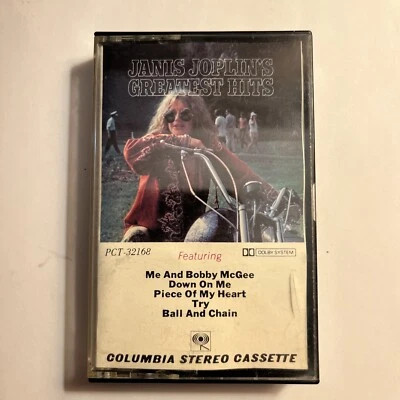 JANIS JOPLIN'S
GREATEST HITS
PCT-32168
Featuring
DOLBY SYSTEM
Me And Bobby McGee
Down On Me
Piece Of My Heart
Try
Ball And Chain
COLUMBIA STEREO CASSETTE